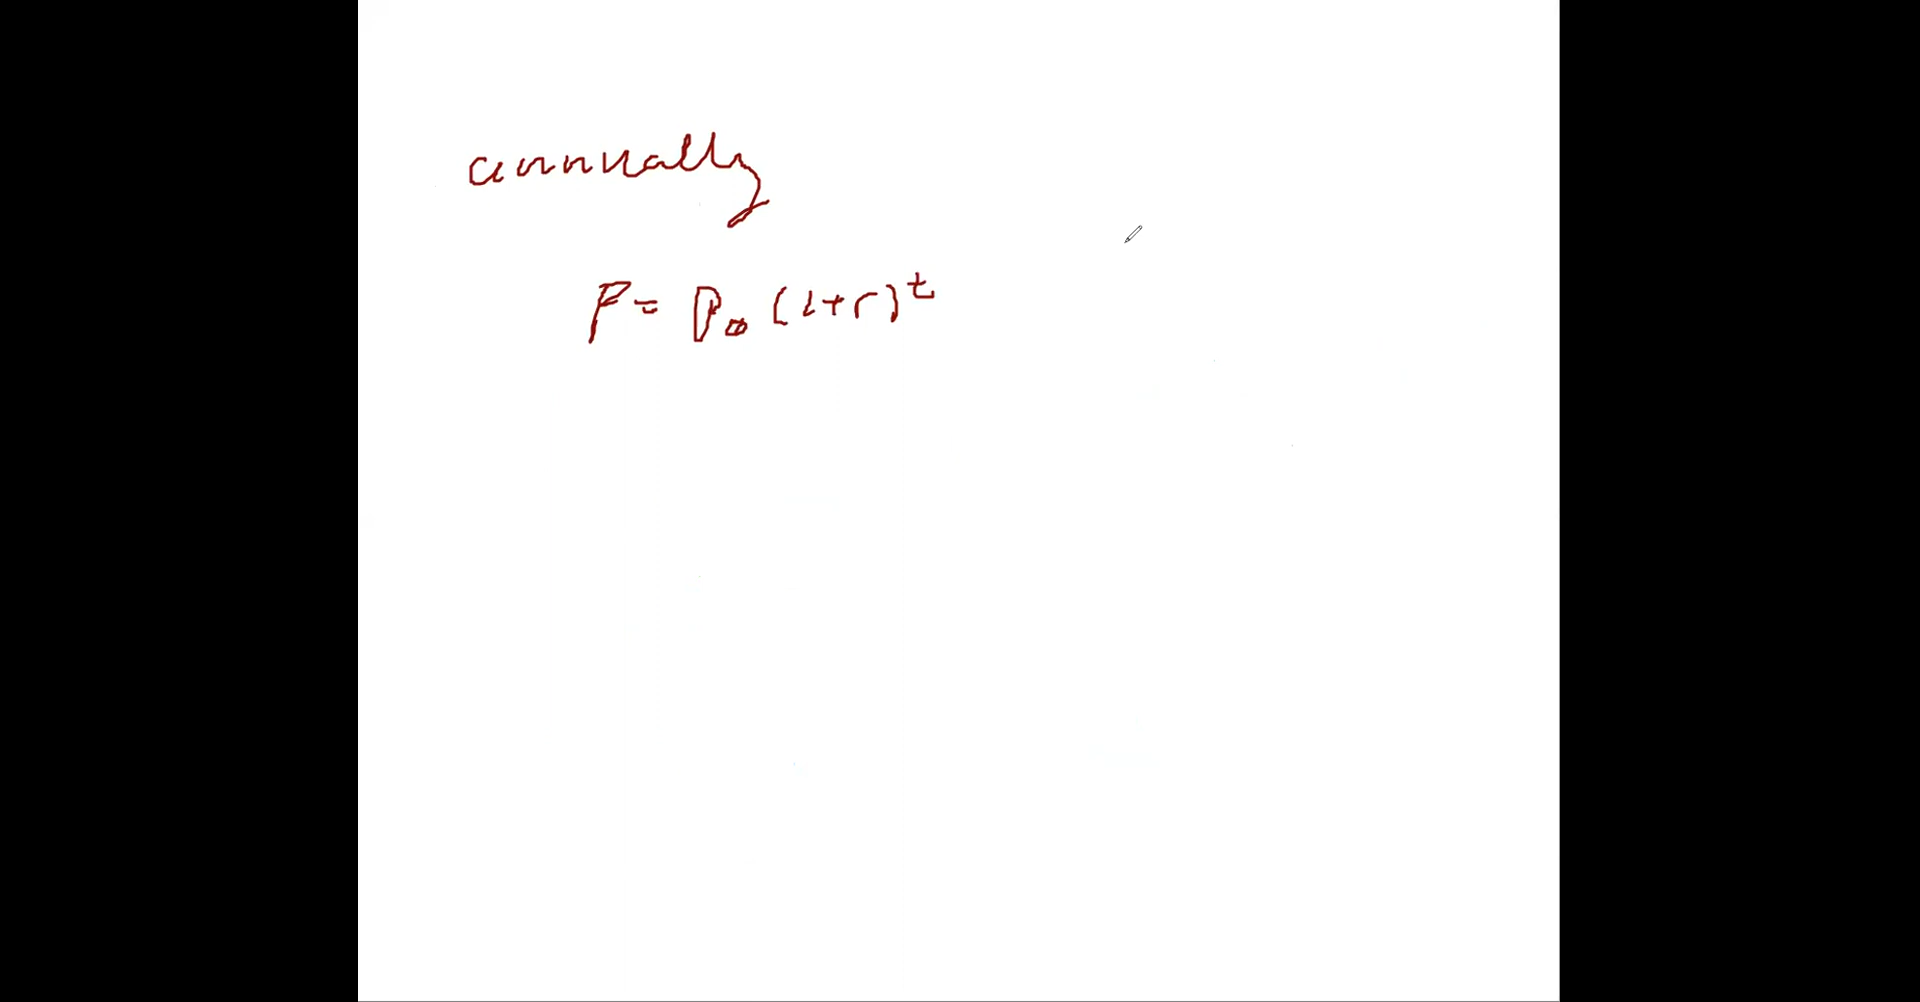 annually
P = P₀ (1+r)ᵗ